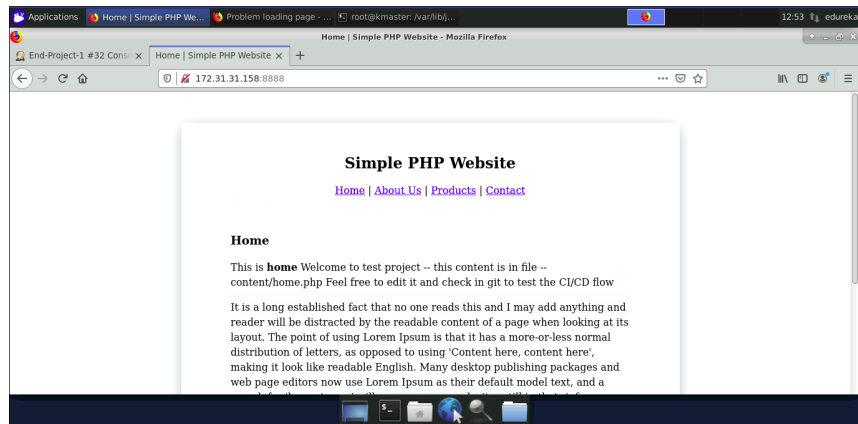 Applications Home | Simple PHP We... Problem loading page - ... root@kmaster: /var/lib/j... 12:53 edureka
Home | Simple PHP Website - Mozilla Firefox
End-Project-1 #32 Conso Home | Simple PHP Website
172.31.31.158:8888
Simple PHP Website
Home | About Us | Products | Contact
Home
This is home Welcome to test project -- this content is in file --
content/home.php Feel free to edit it and check in git to test the CI/CD flow
It is a long established fact that no one reads this and I may add anything and
reader will be distracted by the readable content of a page when looking at its
layout. The point of using Lorem Ipsum is that it has a more-or-less normal
distribution of letters, as opposed to using 'Content here, content here',
making it look like readable English. Many desktop publishing packages and
web page editors now use Lorem Ipsum as their default model text, and a